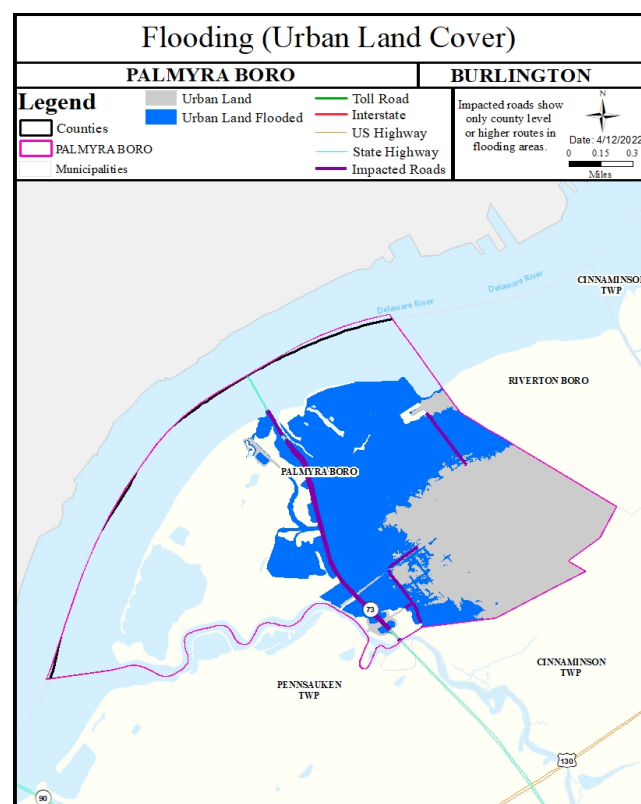 Flooding (Urban Land Cover)
PALMYRA BORO
BURLINGTON
Legend
Counties
PALMYRA BORO
Municipalities
Urban Land
Urban Land Flooded
Toll Road
Interstate
US Highway
State Highway
Impacted Roads
Impacted roads show
only county level
or higher routes in
flooding areas.
N
Date: 4/12/2022
0 0.15 0.3
Miles
CINNAMINSON
TWP
Delaware River
Delaware River
RIVERTON BORO
PALMYRA BORO
73
CINNAMINSON
TWP
PENNSAUKEN
TWP
130
90